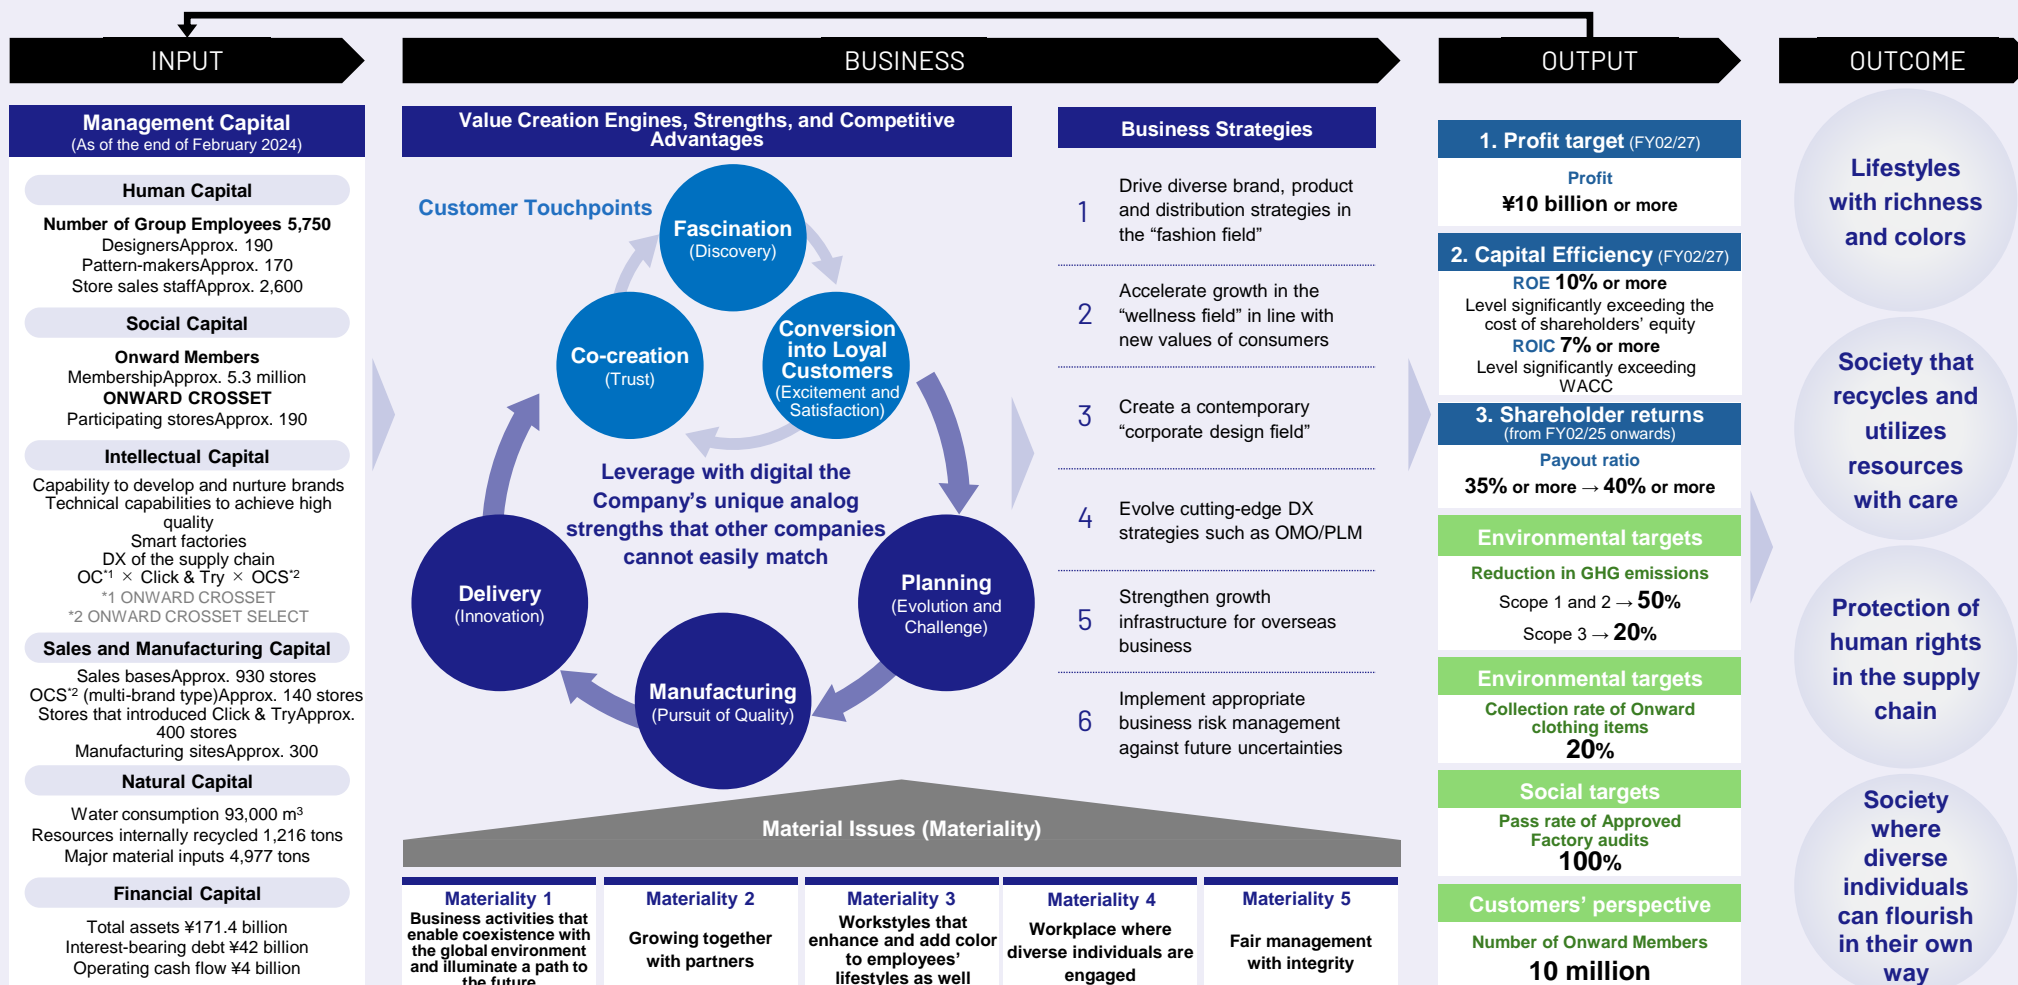 INPUT
Management Capital
(As of the end of February 2024)
Human Capital
Number of Group Employees 5,750
DesignersApprox. 190
Pattern-makersApprox. 170
Store sales staffApprox. 2,600
Social Capital
Onward Members
MembershipApprox. 5.3 million
ONWARD CROSSET
Participating storesApprox. 190
Intellectual Capital
Capability to develop and nurture brands
Technical capabilities to achieve high
quality
Smart factories
DX of the supply chain
OC*1 × Click & Try × OCS*2
*1 ONWARD CROSSET
*2 ONWARD CROSSET SELECT
Sales and Manufacturing Capital
Sales basesApprox. 930 stores
OCS*2 (multi-brand type)Approx. 140 stores
Stores that introduced Click & TryApprox.
400 stores
Manufacturing sitesApprox. 300
Natural Capital
Water consumption 93,000 m3
Resources internally recycled 1,216 tons
Major material inputs 4,977 tons
Financial Capital
Total assets ¥171.4 billion
Interest-bearing debt ¥42 billion
Operating cash flow ¥4 billion
BUSINESS
Value Creation Engines, Strengths, and Competitive
Advantages
Customer Touchpoints
Fascination
(Discovery)
Co-creation
(Trust)
Conversion
into Loyal
Customers
(Excitement and
Satisfaction)
Leverage with digital the
Company's unique analog
strengths that other companies
cannot easily match
Delivery
(Innovation)
Planning
(Evolution and
Challenge)
Manufacturing
(Pursuit of Quality)
Business Strategies
1
Drive diverse brand, product
and distribution strategies in
the “fashion field”
2
Accelerate growth in the
“wellness field” in line with
new values of consumers
3
Create a contemporary
“corporate design field”
4
Evolve cutting-edge DX
strategies such as OMO/PLM
5
Strengthen growth
infrastructure for overseas
business
6
Implement appropriate
business risk management
against future uncertainties
Material Issues (Materiality)
Materiality 1
Business activities that
enable coexistence with
the global environment
and illuminate a path to
the future
Materiality 2
Growing together
with partners
Materiality 3
Workstyles that
enhance and add color
to employees'
lifestyles as well
Materiality 4
Workplace where
diverse individuals are
engaged
Materiality 5
Fair management
with integrity
OUTPUT
1. Profit target (FY02/27)
Profit
¥10 billion or more
2. Capital Efficiency (FY02/27)
ROE 10% or more
Level significantly exceeding the
cost of shareholders' equity
ROIC 7% or more
Level significantly exceeding
WACC
3. Shareholder returns
(from FY02/25 onwards)
Payout ratio
35% or more → 40% or more
Environmental targets
Reduction in GHG emissions
Scope 1 and 2 → 50%
Scope 3 → 20%
Environmental targets
Collection rate of Onward
clothing items
20%
Social targets
Pass rate of Approved
Factory audits
100%
Customers' perspective
Number of Onward Members
10 million
OUTCOME
Lifestyles
with richness
and colors
Society that
recycles and
utilizes
resources
with care
Protection of
human rights
in the supply
chain
Society
where
diverse
individuals
can flourish
in their own
way